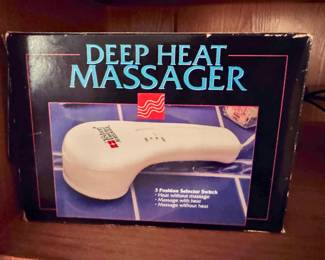 DEEP HEAT
MASSAGER
3 Position Selector Switch
• Heat without massage
• Massage with heat
• Massage without heat